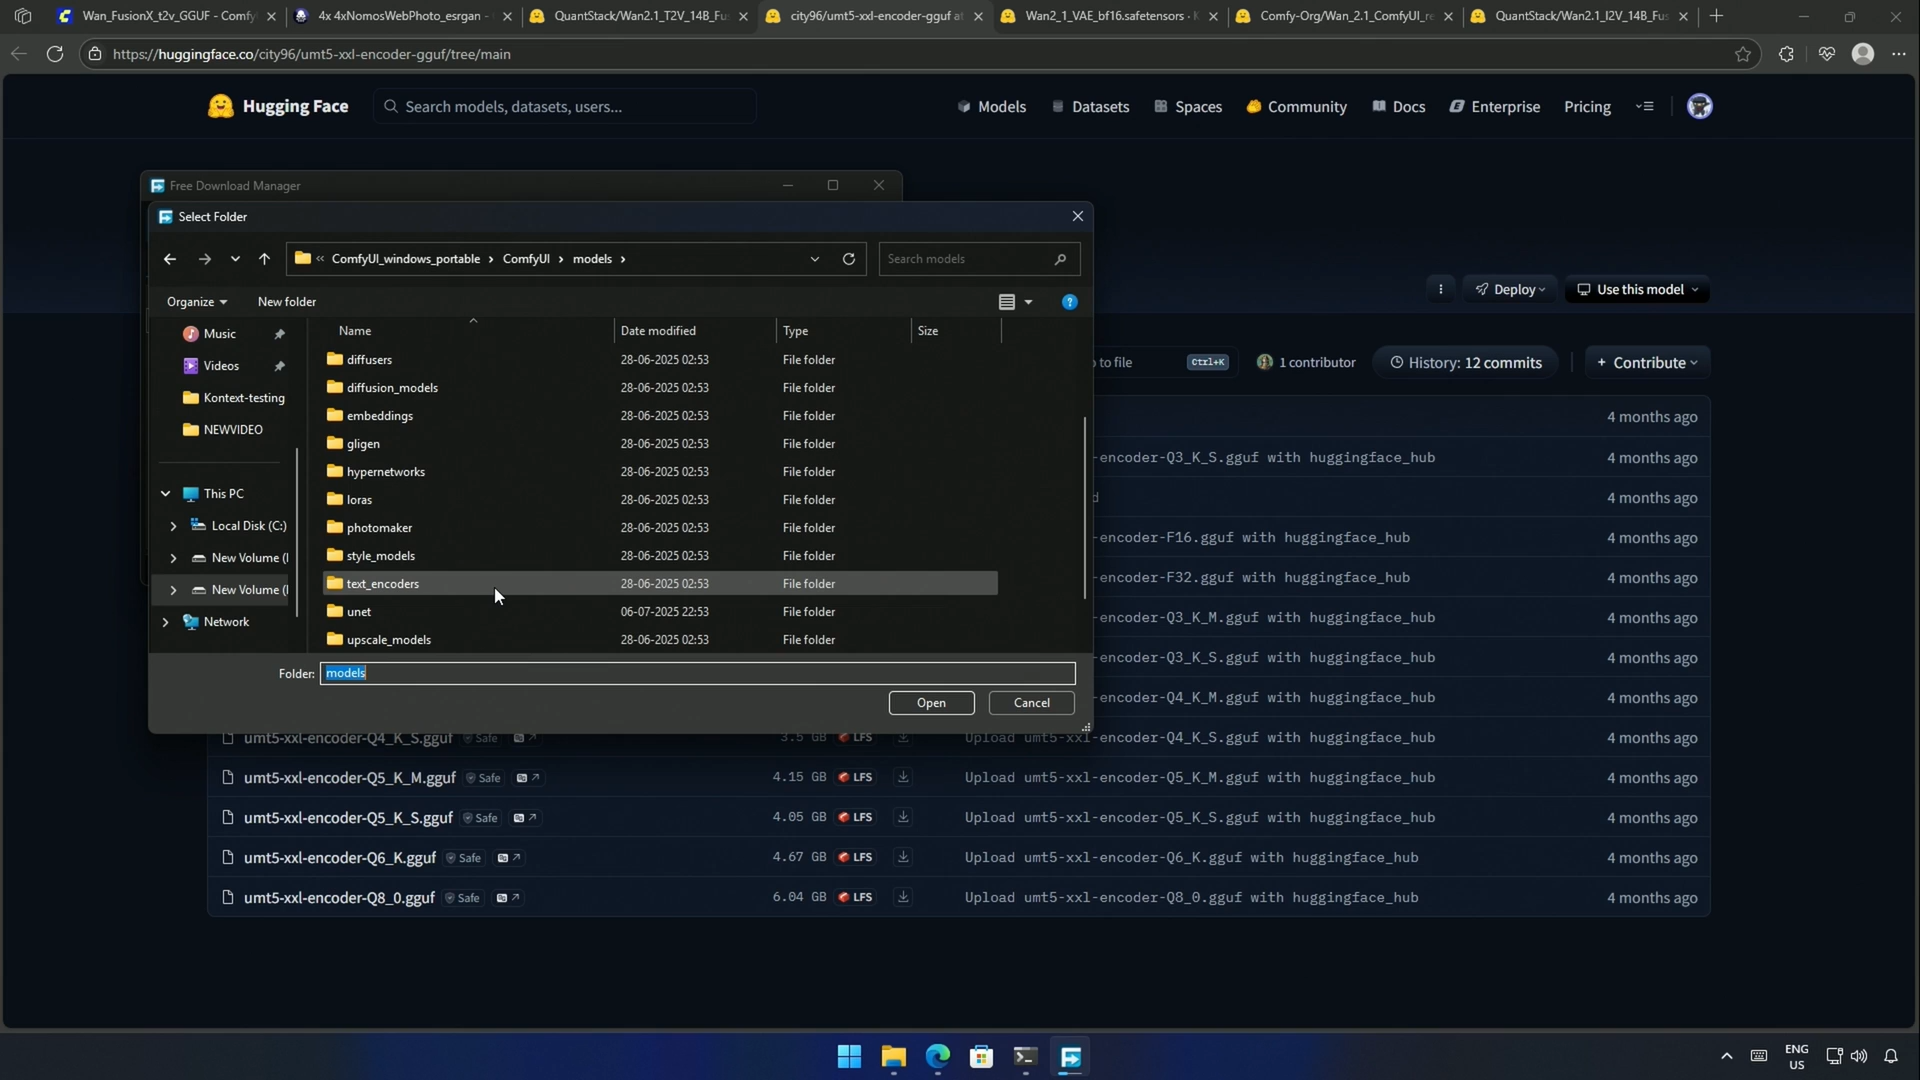 Wan_FusionX_t2v_GGUF - Comfy
4x 4xNomosWebPhoto_esrgan -
QuantStack/Wan2.1_T2V_14B_Fu
city96/umt5-xxl-encoder-gguf at
Wan2_1_VAE_bf16.safetensors · K
Comfy-Org/Wan_2.1_ComfyUI_re
QuantStack/Wan2.1_I2V_14B_Fus
https://huggingface.co/city96/umt5-xxl-encoder-gguf/tree/main
Hugging Face
Search models, datasets, users...
Models
Datasets
Spaces
Community
Docs
Enterprise
Pricing
Free Download Manager
Select Folder
ComfyUI_windows_portable › ComfyUI › models ›
Search models
Organize
New folder
Name
Date modified
Type
Size
Music
Videos
Kontext-testing
NEWVIDEO
This PC
Local Disk (C:)
New Volume (
New Volume (
Network
diffusers 28-06-2025 02:53 File folder
diffusion_models 28-06-2025 02:53 File folder
embeddings 28-06-2025 02:53 File folder
gligen 28-06-2025 02:53 File folder
hypernetworks 28-06-2025 02:53 File folder
loras 28-06-2025 02:53 File folder
photomaker 28-06-2025 02:53 File folder
style_models 28-06-2025 02:53 File folder
text_encoders 28-06-2025 02:53 File folder
unet 06-07-2025 22:53 File folder
upscale_models 28-06-2025 02:53 File folder
Folder: models
Open
Cancel
Deploy
Use this model
to file
Ctrl+K
1 contributor
History: 12 commits
+ Contribute
4 months ago
-encoder-Q3_K_S.gguf with huggingface_hub 4 months ago
d 4 months ago
-encoder-F16.gguf with huggingface_hub 4 months ago
-encoder-F32.gguf with huggingface_hub 4 months ago
-encoder-Q3_K_M.gguf with huggingface_hub 4 months ago
-encoder-Q3_K_S.gguf with huggingface_hub 4 months ago
-encoder-Q4_K_M.gguf with huggingface_hub 4 months ago
umt5-xxl-encoder-Q4_K_S.gguf Safe 3.5 GB LFS Upload umt5-xxl-encoder-Q4_K_S.gguf with huggingface_hub 4 months ago
umt5-xxl-encoder-Q5_K_M.gguf Safe 4.15 GB LFS Upload umt5-xxl-encoder-Q5_K_M.gguf with huggingface_hub 4 months ago
umt5-xxl-encoder-Q5_K_S.gguf Safe 4.05 GB LFS Upload umt5-xxl-encoder-Q5_K_S.gguf with huggingface_hub 4 months ago
umt5-xxl-encoder-Q6_K.gguf Safe 4.67 GB LFS Upload umt5-xxl-encoder-Q6_K.gguf with huggingface_hub 4 months ago
umt5-xxl-encoder-Q8_0.gguf Safe 6.04 GB LFS Upload umt5-xxl-encoder-Q8_0.gguf with huggingface_hub 4 months ago
ENG
US